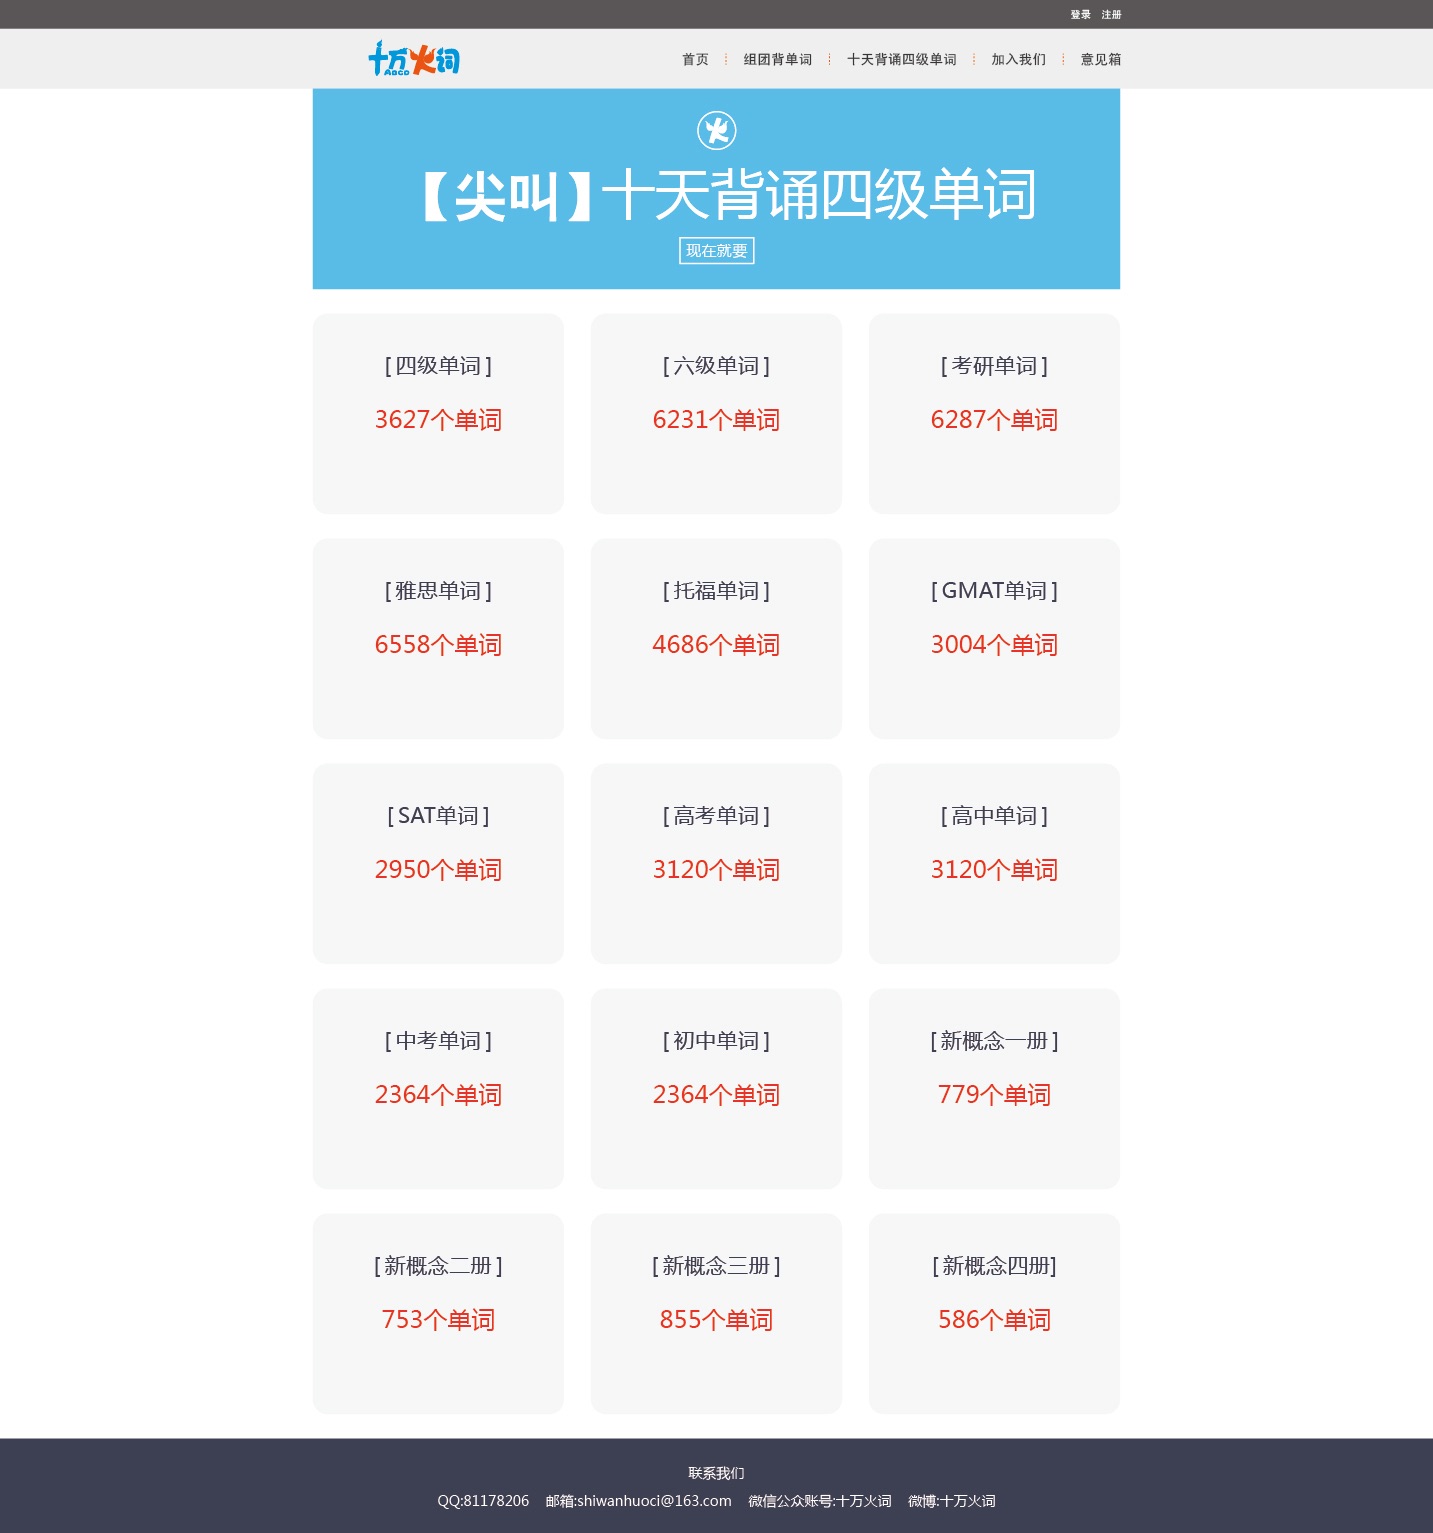 登录 注册
十万火词
首页 组团背单词 十天背诵四级单词 加入我们 意见箱
【尖叫】十天背诵四级单词
现在就要
[ 四级单词 ] [ 六级单词 ] [ 考研单词 ]
3627个单词 6231个单词 6287个单词
[ 雅思单词 ] [ 托福单词 ] [ GMAT单词 ]
6558个单词 4686个单词 3004个单词
[ SAT单词 ] [ 高考单词 ] [ 高中单词 ]
2950个单词 3120个单词 3120个单词
[ 中考单词 ] [ 初中单词 ] [ 新概念一册 ]
2364个单词 2364个单词 779个单词
[ 新概念二册 ] [ 新概念三册 ] [ 新概念四册]
753个单词 855个单词 586个单词
联系我们
QQ:81178206 邮箱:shiwanhuoci@163.com 微信公众账号:十万火词 微博:十万火词